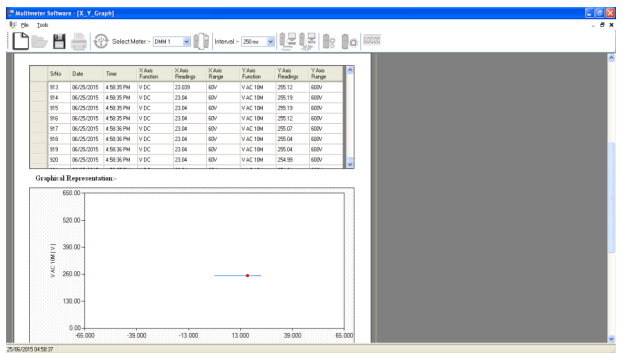 Multimeter Software - [X_Y_Graph]
File Tools
Select Meter :- DMM 1 Interval :- 250 ms
SrNo Date Time X Axis Function X Axis Readings X Axis Range Y Axis Function Y Axis Readings Y Axis Range
913 06/25/2015 4:58:35 PM V DC 23.039 60V V AC 10M 255.12 600V
914 06/25/2015 4:58:35 PM V DC 23.04 60V V AC 10M 255.19 600V
915 06/25/2015 4:58:35 PM V DC 23.04 60V V AC 10M 255.19 600V
916 06/25/2015 4:58:35 PM V DC 23.04 60V V AC 10M 255.12 600V
917 06/25/2015 4:58:36 PM V DC 23.04 60V V AC 10M 255.07 600V
918 06/25/2015 4:58:36 PM V DC 23.04 60V V AC 10M 255.04 600V
919 06/25/2015 4:58:36 PM V DC 23.04 60V V AC 10M 255.04 600V
920 06/25/2015 4:58:36 PM V DC 23.04 60V V AC 10M 254.99 600V
Graphical Representation:-
650.00
520.00
390.00
V AC 10M [ V ]
260.00
130.00
0.00
-65.000 -39.000 -13.000 13.000 39.000 65.000
25/06/2015 04:58:37